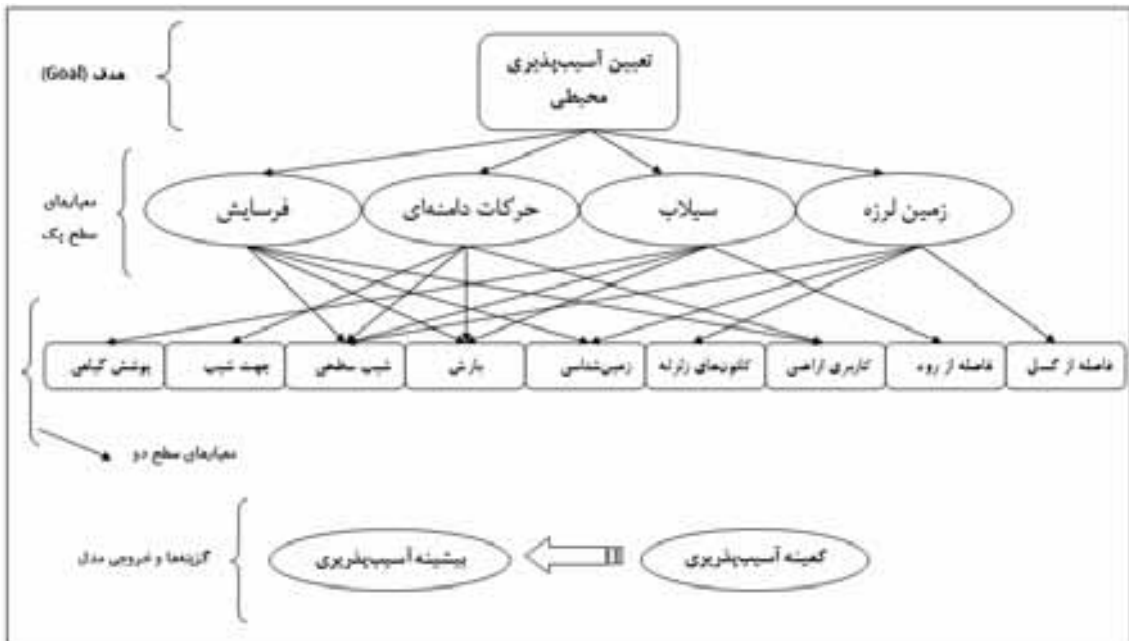 تعیین آسیب‌پذیری
محیطی
هدف (Goal)
زمین لرزه
سیلاب
حرکات دامنه‌ای
فرسایش
معیارهای
سطح یک
فاصله از گسل
فاصله از رود
کاربری اراضی
کانون‌های زلزله
زمین‌شناسی
بارش
شیب سطحی
جهت شیب
پوشش گیاهی
معیارهای سطح دو
کمینه آسیب‌پذریری
بیشینه آسیب‌پذریری
گزینه‌ها و خروجی مدل